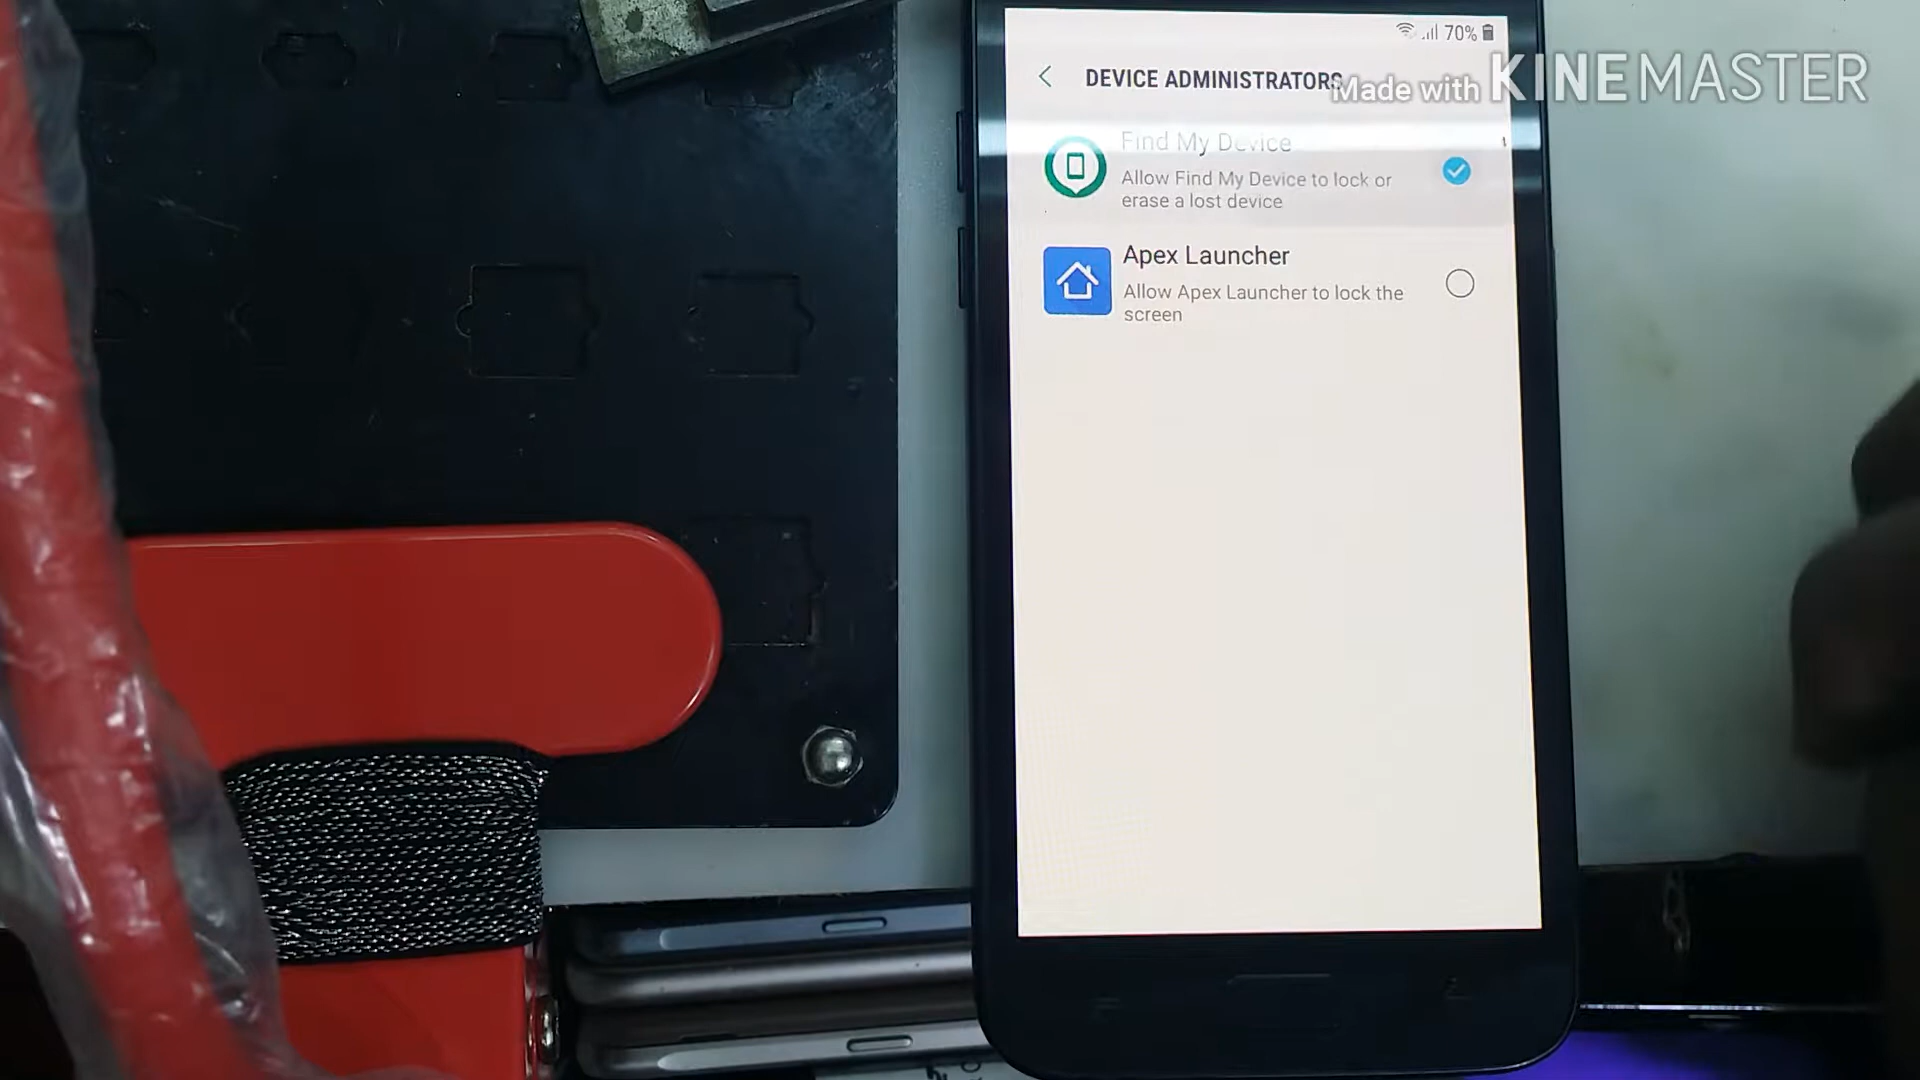 70%
DEVICE ADMINISTRATORS
Made with KINEMASTER
Find My Device
Allow Find My Device to lock or
erase a lost device
Apex Launcher
Allow Apex Launcher to lock the
screen